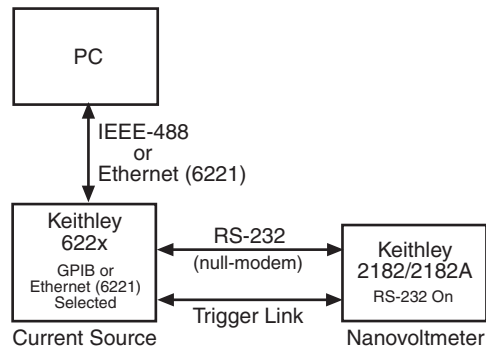 PC
IEEE-488
or
Ethernet (6221)
Keithley
622x
GPIB or
Ethernet (6221)
Selected
Current Source
RS-232
(null-modem)
Trigger Link
Keithley
2182/2182A
RS-232 On
Nanovoltmeter